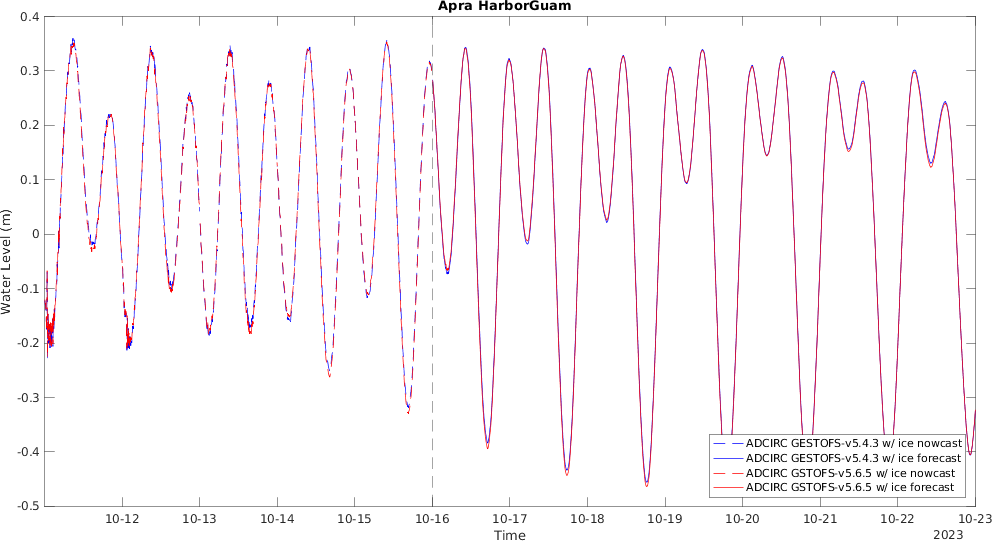 Apra HarborGuam
0.4
0.3
0.2
0.1
0
-0.1
-0.2
-0.3
-0.4
-0.5
Water Level (m)
ADCIRC GESTOFS-v5.4.3 w/ ice nowcast
ADCIRC GESTOFS-v5.4.3 w/ ice forecast
ADCIRC GSTOFS-v5.6.5 w/ ice nowcast
ADCIRC GSTOFS-v5.6.5 w/ ice forecast
10-12 10-13 10-14 10-15 10-16 10-17 10-18 10-19 10-20 10-21 10-22 10-23
Time
2023